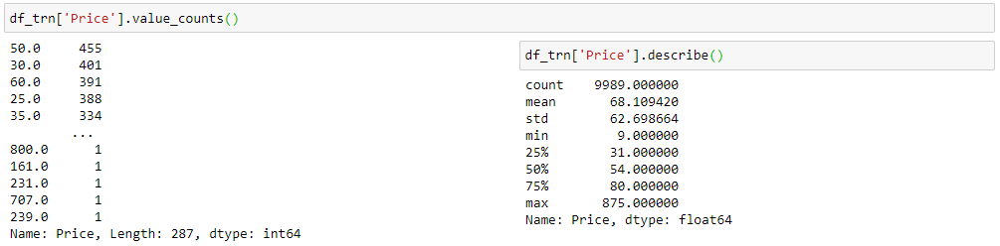 df_trn['Price'].value_counts()
50.0     455
30.0     401
60.0     391
25.0     388
35.0     334
        ...
800.0      1
161.0      1
231.0      1
707.0      1
239.0      1
Name: Price, Length: 287, dtype: int64
df_trn['Price'].describe()
count    9989.000000
mean       68.109420
std        62.698664
min         9.000000
25%        31.000000
50%        54.000000
75%        80.000000
max       875.000000
Name: Price, dtype: float64